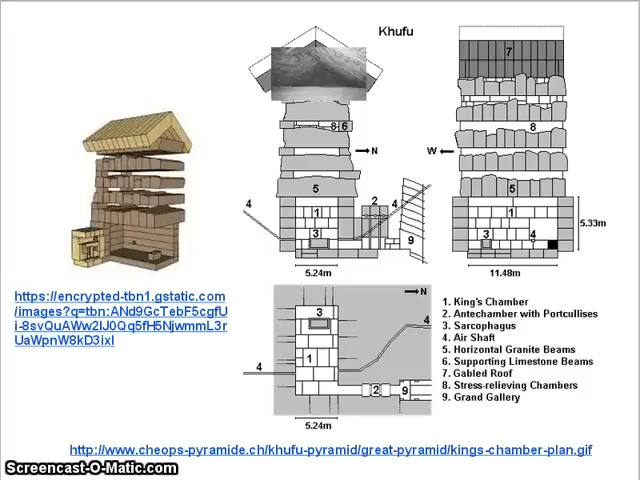 Khufu
7
8 6
8
N
W
5
5
4
2
4
1
1
5.33m
3
9
3
4
5.24m
11.48m
https://encrypted-tbn1.gstatic.com
/images?q=tbn:ANd9GcTebF5cgfU
i-8svQuAWw2IJ0Qq5fH5NjwmmL3r
UaWpnW8kD3ixI
N
3
4
1
4
2
9
5.24m
1. King's Chamber
2. Antechamber with Portcullises
3. Sarcophagus
4. Air Shaft
5. Horizontal Granite Beams
6. Supporting Limestone Beams
7. Gabled Roof
8. Stress-relieving Chambers
9. Grand Gallery
http://www.cheops-pyramide.ch/khufu-pyramid/great-pyramid/kings-chamber-plan.gif
Screencast-O-Matic.com